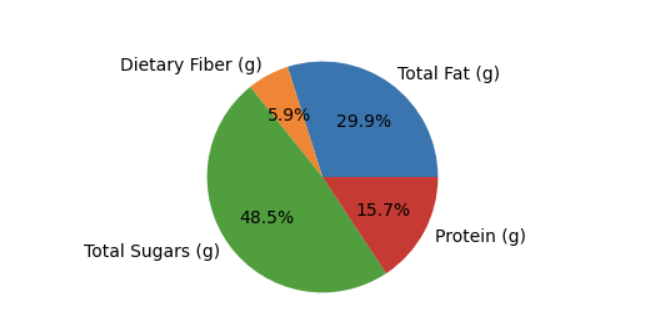 Dietary Fiber (g)
Total Fat (g)
5.9%
29.9%
48.5%
15.7%
Protein (g)
Total Sugars (g)